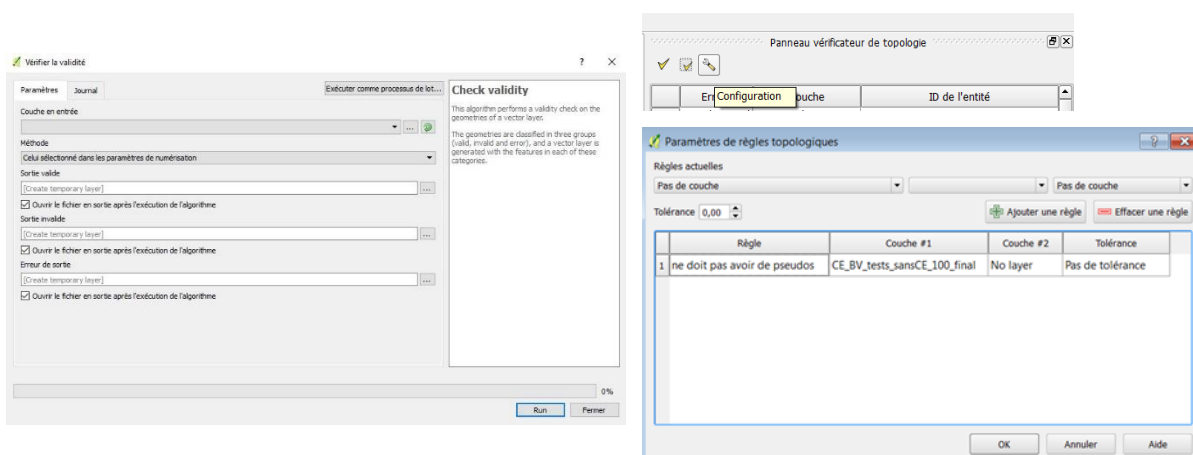 Vérifier la validité
?
Paramètres
Journal
Exécuter comme processus de lot...
Couche en entrée
...
Méthode
Celui sélectionné dans les paramètres de numérisation
Sortie valide
[Create temporary layer]
...
Ouvrir le fichier en sortie après l'exécution de l'algorithme
Sortie invalide
[Create temporary layer]
...
Ouvrir le fichier en sortie après l'exécution de l'algorithme
Erreur de sortie
[Create temporary layer]
...
Ouvrir le fichier en sortie après l'exécution de l'algorithme
Check validity
This algorithm performs a validity check on the
geometries of a vector layer.
The geometries are classified in three groups
(valid, invalid and error), and a vector layer is
generated with the features in each of these
categories.
0%
Run
Fermer
Panneau vérificateur de topologie
Configuration
ID de l'entité
Paramètres de règles topologiques
?
Règles actuelles
Pas de couche
Pas de couche
Tolérance 0,00
Ajouter une règle
Effacer une règle
Règle Couche #1 Couche #2 Tolérance
1 ne doit pas avoir de pseudos CE_BV_tests_sansCE_100_final No layer Pas de tolérance
OK
Annuler
Aide